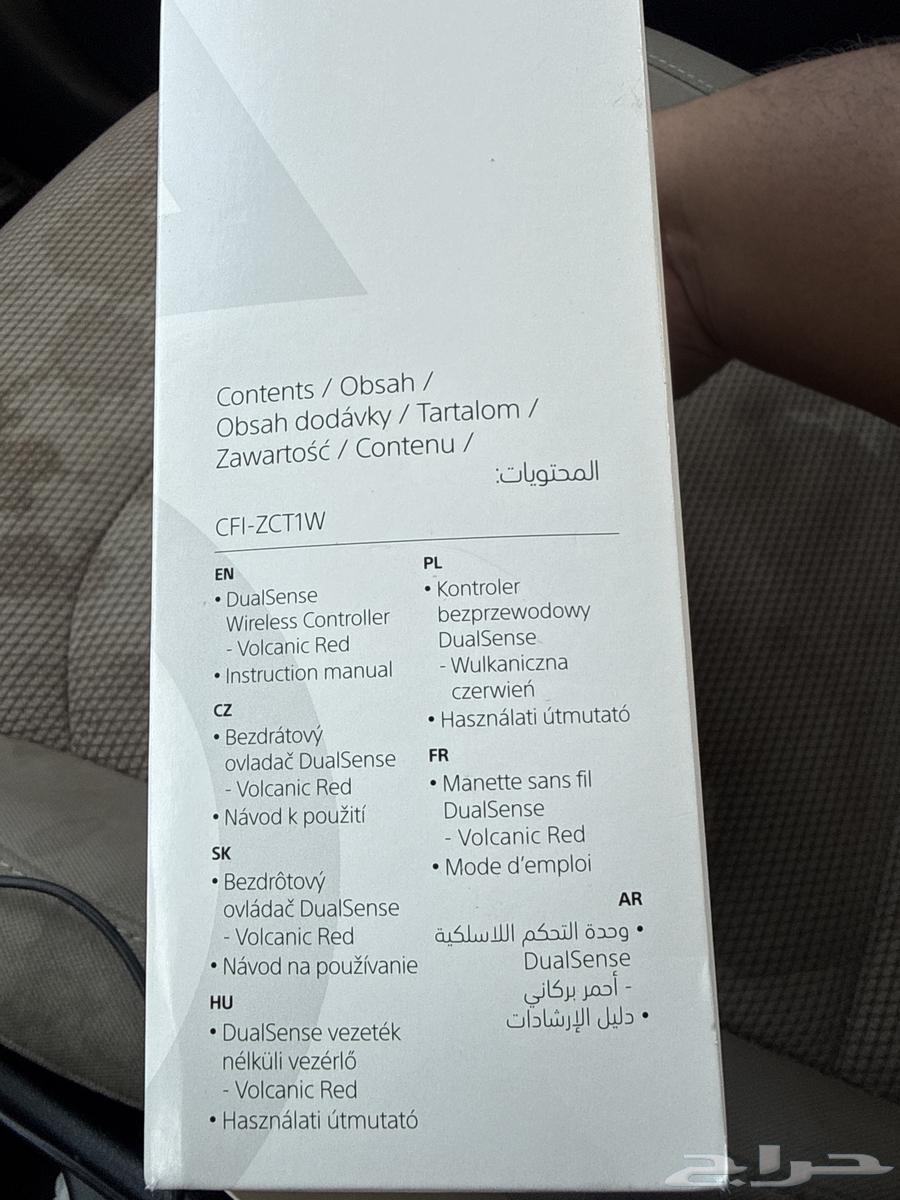 Contents / Obsah /
Obsah dodávky / Tartalom /
Zawartość / Contenu /
المحتويات:
CFI-ZCT1W
EN
• DualSense
Wireless Controller
- Volcanic Red
• Instruction manual
CZ
• Bezdrátový
ovladač DualSense
- Volcanic Red
• Návod k použití
SK
• Bezdrôtový
ovládač DualSense
- Volcanic Red
• Návod na používanie
HU
• DualSense vezeték
nélküli vezérlő
- Volcanic Red
• Használati útmutató
PL
• Kontroler
bezprzewodowy
DualSense
- Wulkaniczna
czerwień
• Használati útmutató
FR
• Manette sans fil
DualSense
- Volcanic Red
• Mode d’emploi
AR
• وحدة التحكم اللاسلكية
DualSense
- أحمر بركاني
• دليل الإرشادات
حراج